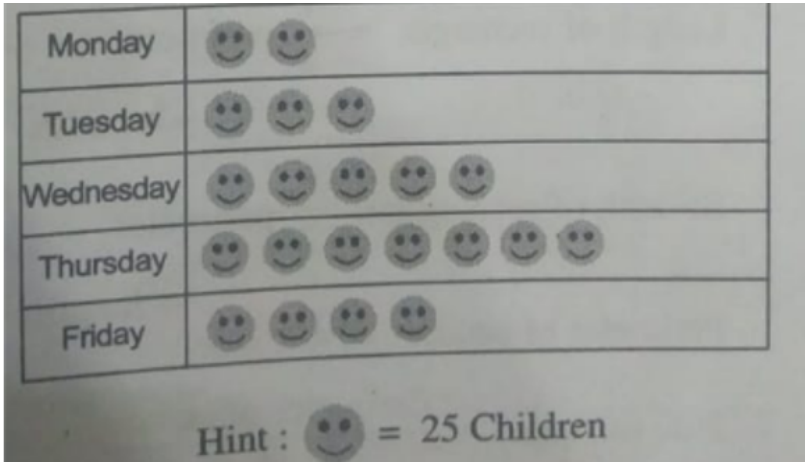 Monday
Tuesday
Wednesday
Thursday
Friday
Hint : = 25 Children